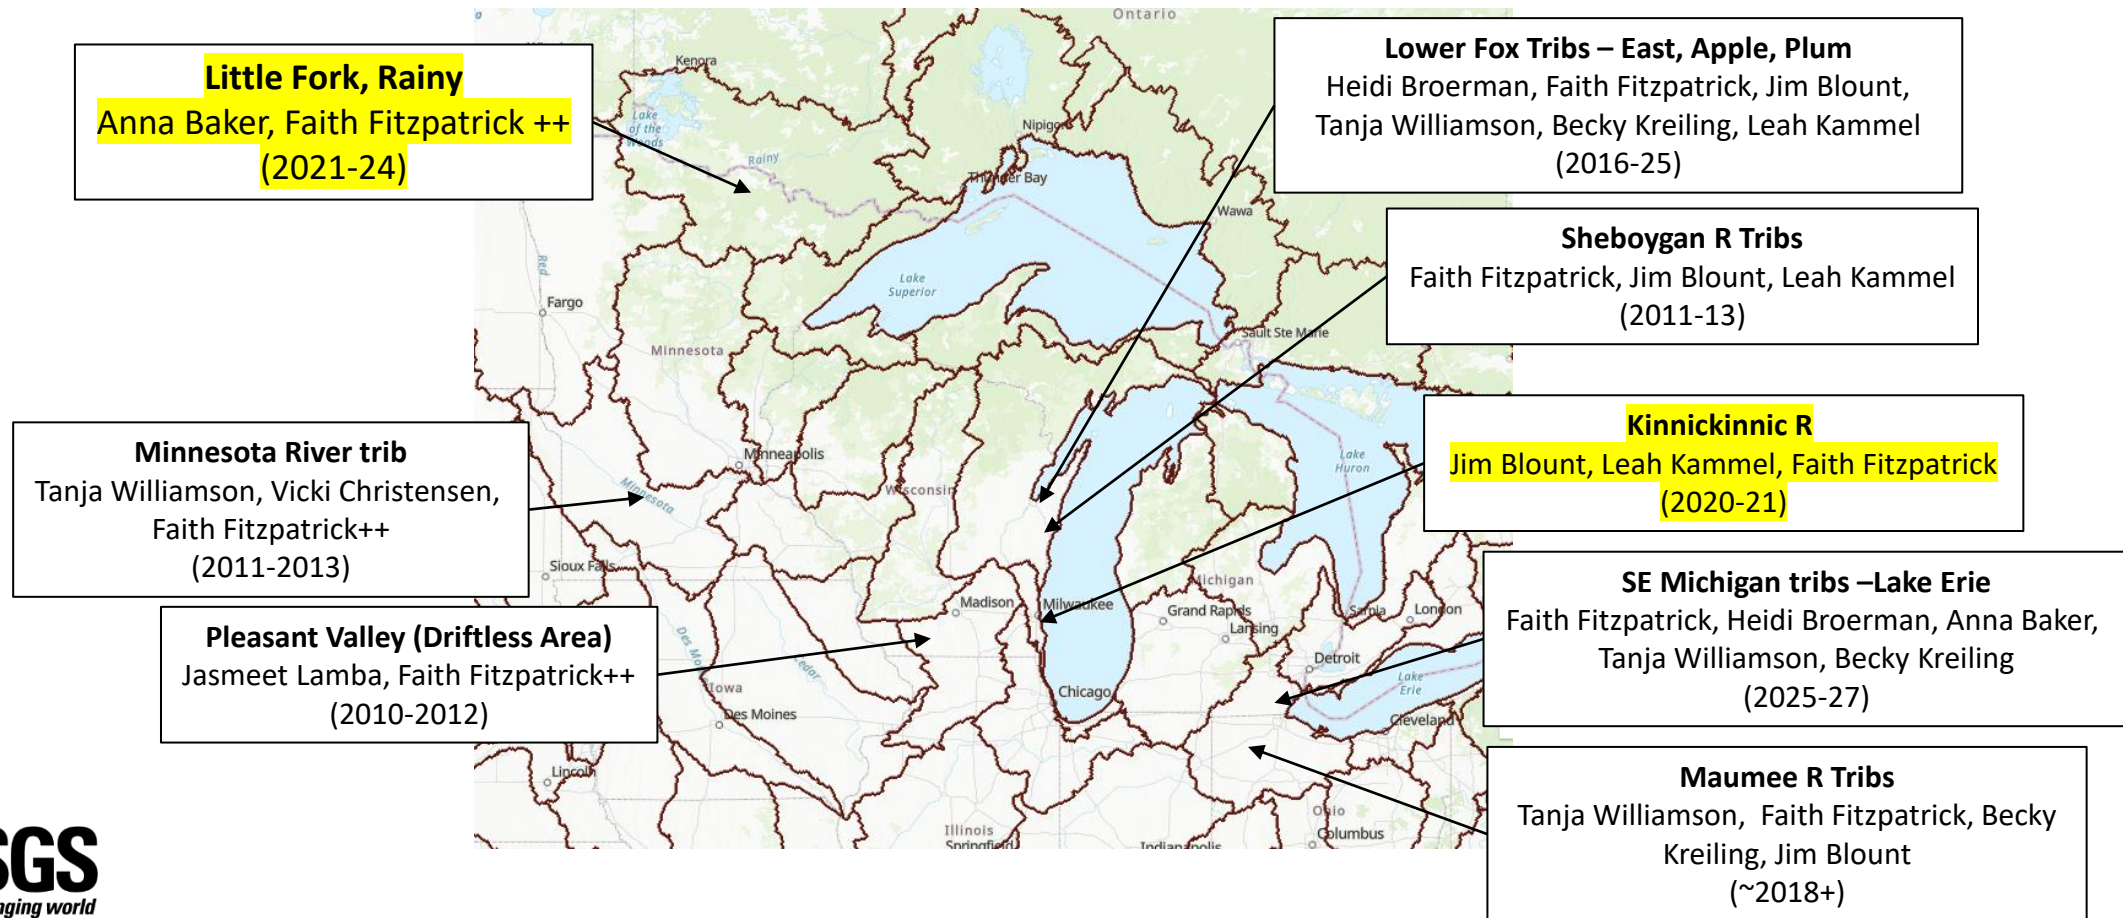 Little Fork, Rainy
Anna Baker, Faith Fitzpatrick ++
(2021-24)
Lower Fox Tribs – East, Apple, Plum
Heidi Broerman, Faith Fitzpatrick, Jim Blount,
Tanja Williamson, Becky Kreiling, Leah Kammel
(2016-25)
Sheboygan R Tribs
Faith Fitzpatrick, Jim Blount, Leah Kammel
(2011-13)
Kinnickinnic R
Jim Blount, Leah Kammel, Faith Fitzpatrick
(2020-21)
Minnesota River trib
Tanja Williamson, Vicki Christensen,
Faith Fitzpatrick++
(2011-2013)
SE Michigan tribs –Lake Erie
Faith Fitzpatrick, Heidi Broerman, Anna Baker,
Tanja Williamson, Becky Kreiling
(2025-27)
Pleasant Valley (Driftless Area)
Jasmeet Lamba, Faith Fitzpatrick++
(2010-2012)
Maumee R Tribs
Tanja Williamson,  Faith Fitzpatrick, Becky
Kreiling, Jim Blount
(~2018+)
Ontario
Kenora
Lake
of the
Woods
Rainy
Nipigon
Thunder Bay
Wawa
Red
Fargo
Lake
Superior
Sault Ste Marie
Minnesota
Minneapolis
Minnesota
Wisconsin
Lake
Huron
Sioux Falls
Madison
Milwaukee
Michigan
Grand Rapids
Lansing
Sarnia
London
Detroit
Des Mo
Cedar
Iowa
Des Moines
Chicago
Lake
Erie
Cleveland
Lincoln
Illinois
Springfield
Indianapolis
Ohio
Columbus
SGS
nging world